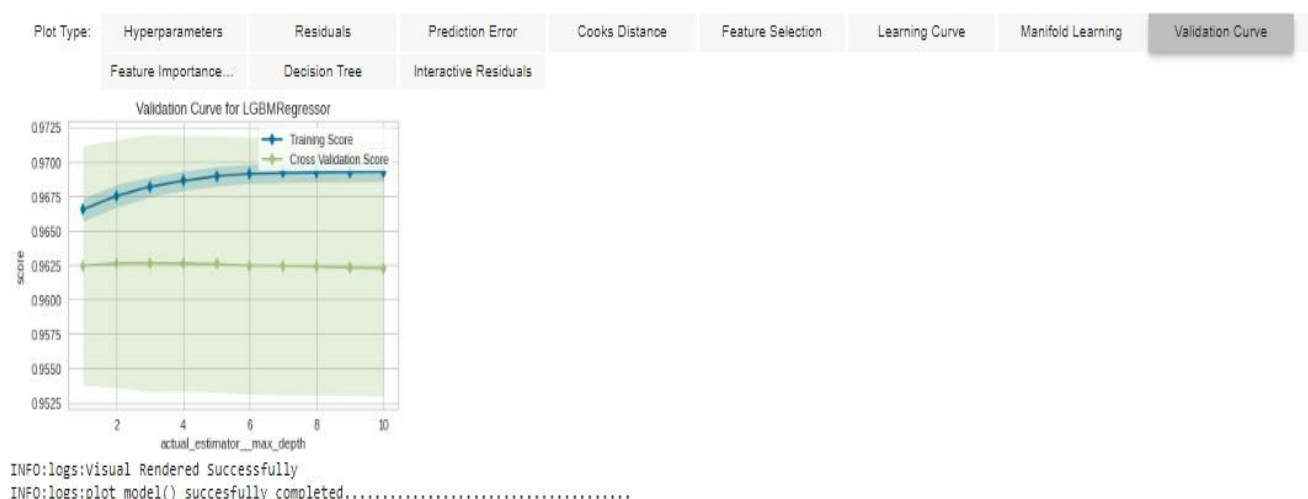 Plot Type: Hyperparameters Residuals Prediction Error Cooks Distance Feature Selection Learning Curve Manifold Learning Validation Curve
Feature Importance... Decision Tree Interactive Residuals
Validation Curve for LGBMRegressor
Training Score
Cross Validation Score
0.9725
0.9700
0.9675
0.9650
0.9625
0.9600
0.9575
0.9550
0.9525
score
2 4 6 8 10
actual_estimator__max_depth
INFO:logs:Visual Rendered Successfully
INFO:logs:plot_model() succesfully completed......................................